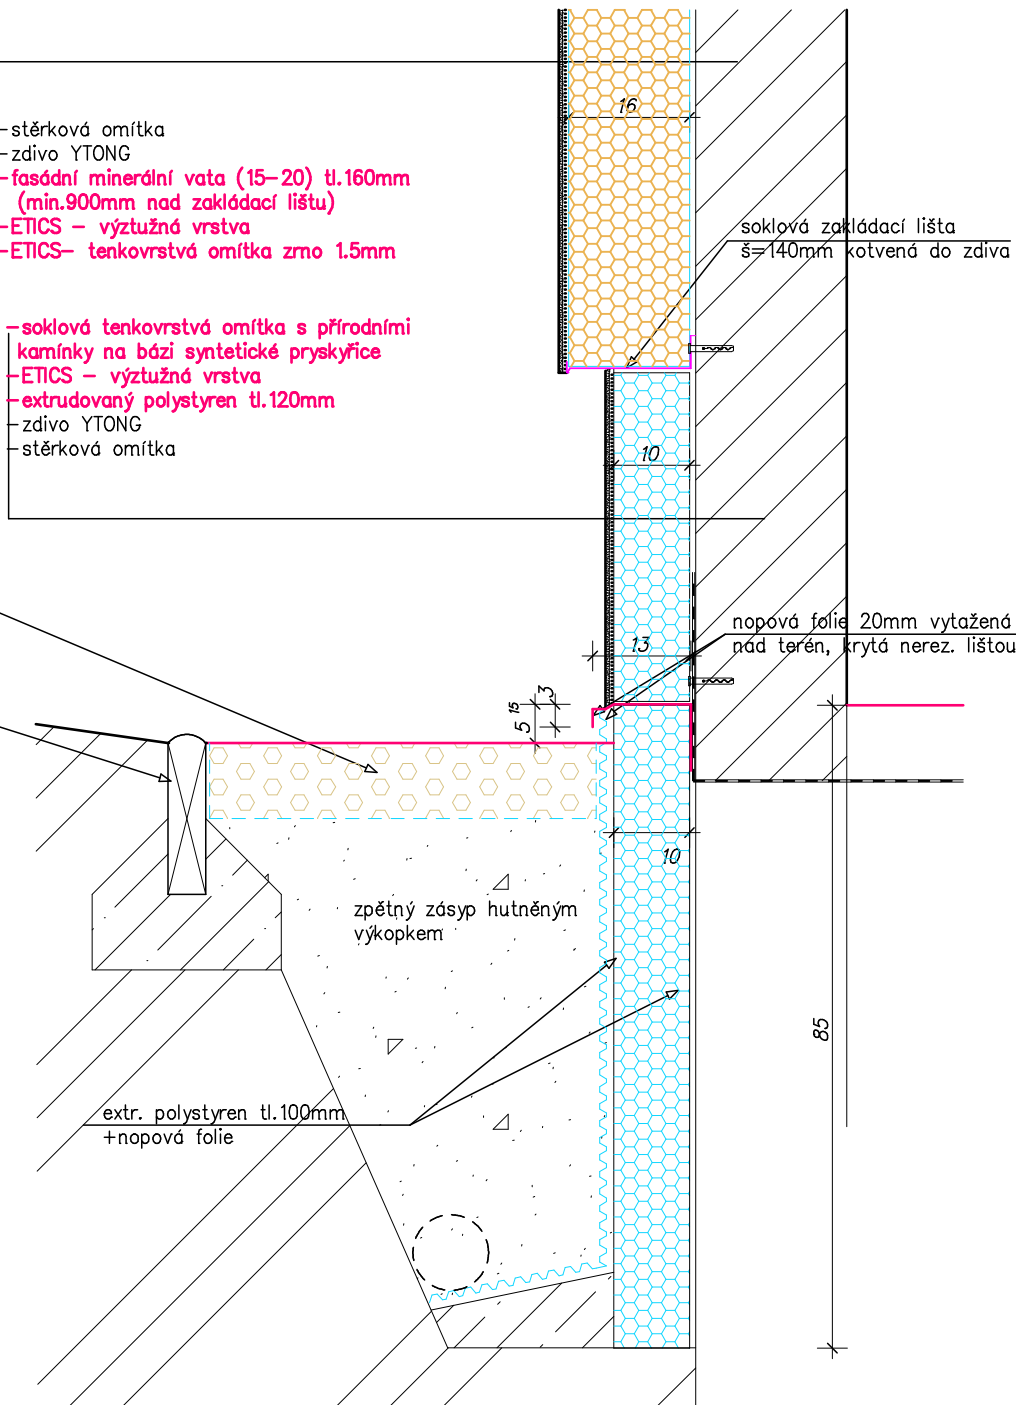 16
-stěrková omítka
-zdivo YTONG
-fasádní minerální vata (15-20) tl.160mm
(min.900mm nad zakládací lištu)
-ETICS - výztužná vrstva
-ETICS- tenkovrstvá omítka zrno 1.5mm
soklová zakládací lišta
š=140mm kotvená do zdiva
-soklová tenkovrstvá omítka s přírodními
kamínky na bázi syntetické pryskyřice
-ETICS - výztužná vrstva
-extrudovaný polystyren tl.120mm
-zdivo YTONG
-stěrková omítka
10
nopová folie 20mm vytažená
nad terén, krytá nerez. lištou
13
3
5 15
10
zpětný zásyp hutněným
výkopkem
85
extr. polystyren tl.100mm
+nopová folie